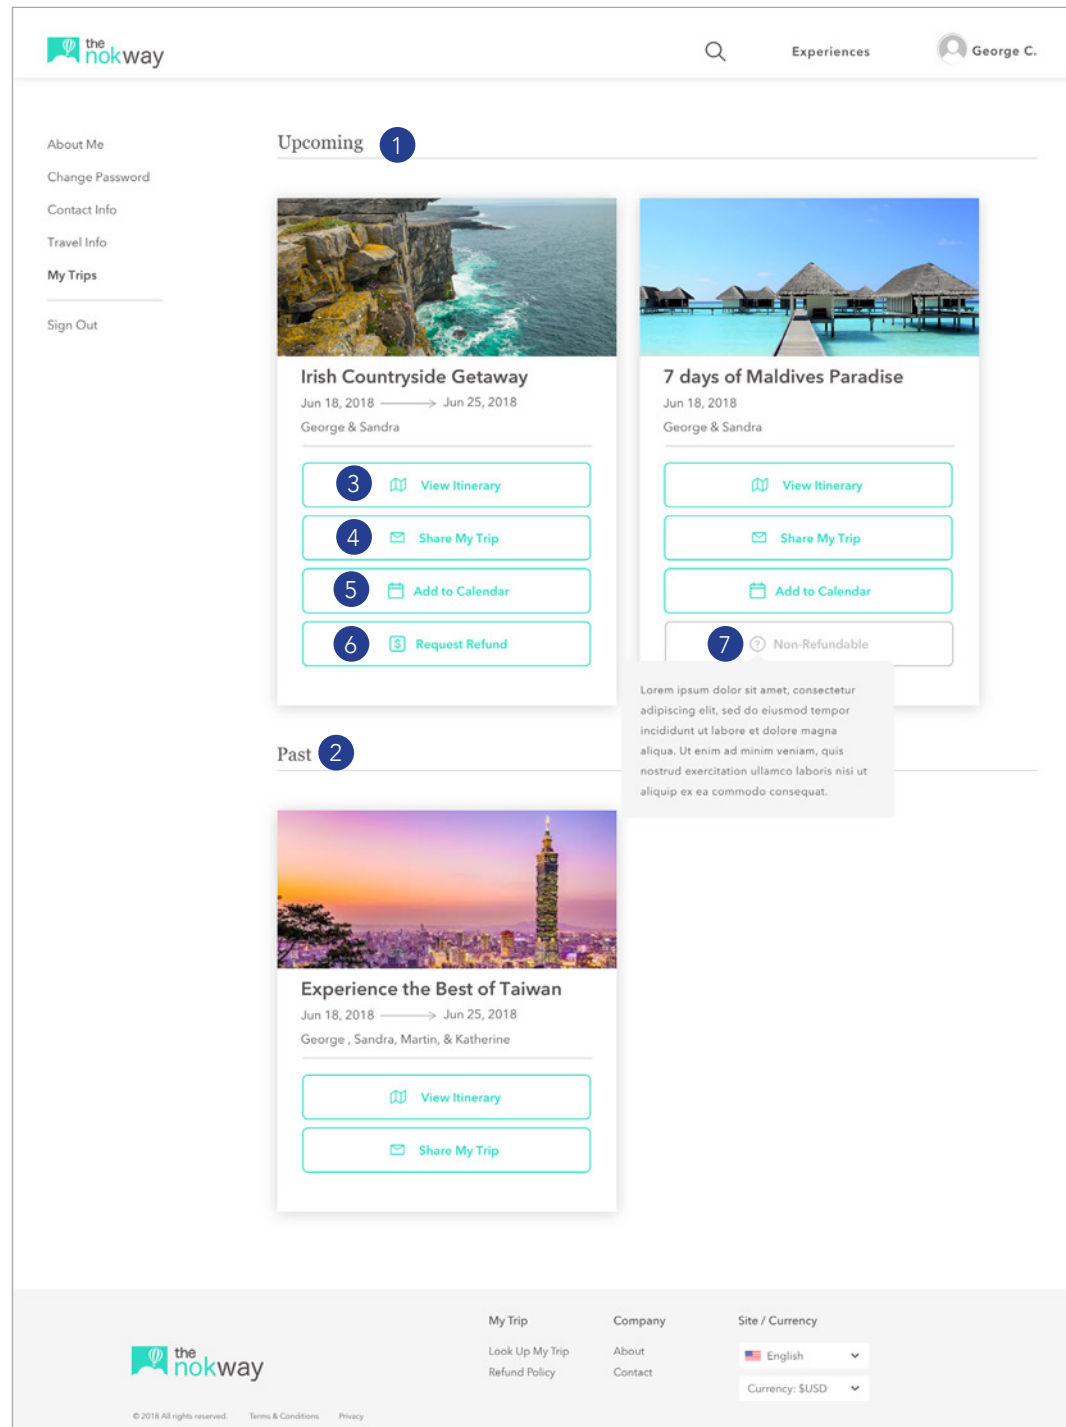 the
nokway
Experiences
George C.
About Me
Change Password
Contact Info
Travel Info
My Trips
Sign Out
Upcoming 1
Irish Countryside Getaway
Jun 18, 2018 Jun 25, 2018
George & Sandra
3 View Itinerary
4 Share My Trip
5 Add to Calendar
6 $ Request Refund
7 days of Maldives Paradise
Jun 18, 2018
George & Sandra
View Itinerary
Share My Trip
Add to Calendar
7 ? Non-Refundable
Lorem ipsum dolor sit amet, consectetur
adipiscing elit, sed do eiusmod tempor
incididunt ut labore et dolore magna
aliqua. Ut enim ad minim veniam, quis
nostrud exercitation ullamco laboris nisi ut
aliquip ex ea commodo consequat.
Past 2
Experience the Best of Taiwan
Jun 18, 2018 Jun 25, 2018
George , Sandra, Martin, & Katherine
View Itinerary
Share My Trip
the
nokway
My Trip
Look Up My Trip
Refund Policy
Company
About
Contact
Site / Currency
English
Currency: $USD
© 2018 All rights reserved. Terms & Conditions Privacy